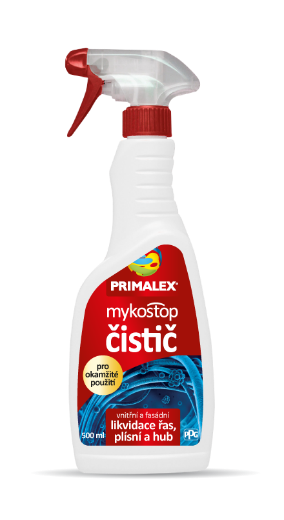 PRIMALEX®
mykostop
čistič
pro
okamžité
použití
vnitřní a fasádní
likvidace řas,
plísní a hub
500 ml
PPG